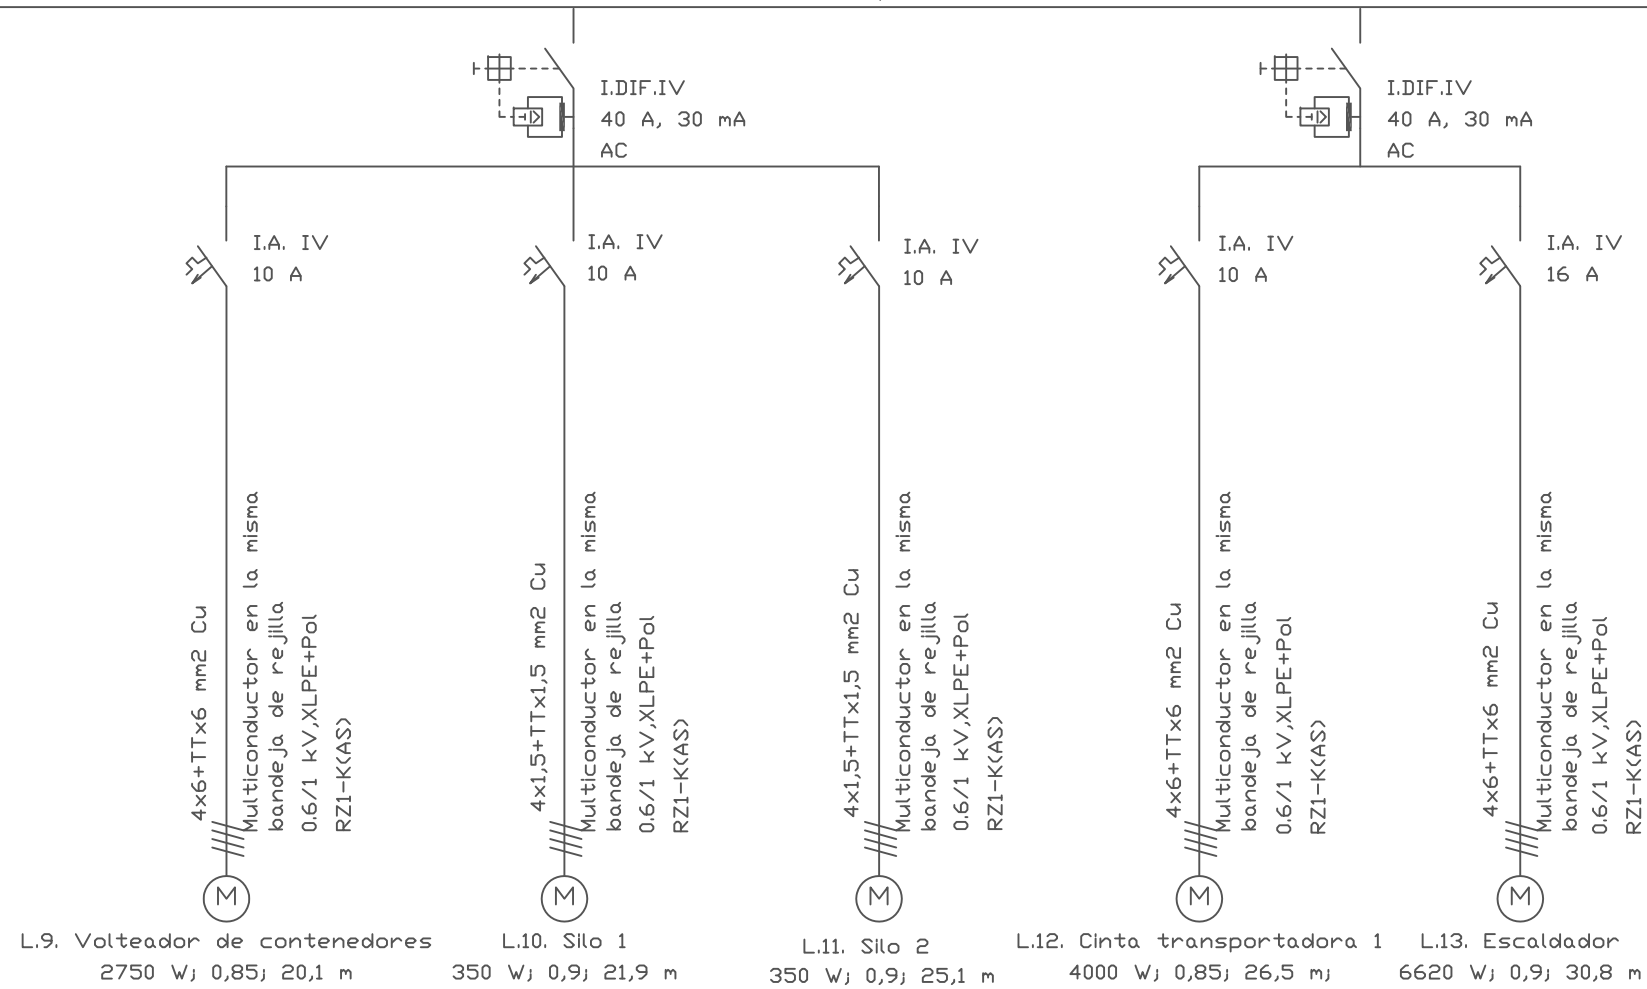 I.DIF.IV
40 A, 30 mA
AC
I.DIF.IV
40 A, 30 mA
AC
I.A. IV
10 A
I.A. IV
10 A
I.A. IV
10 A
I.A. IV
10 A
I.A. IV
16 A
4x6+TTx6 mm2 Cu
Multiconductor en la misma
bandeja de rejilla
0.6/1 kV,XLPE+Pol
RZ1-K(AS)
4x1,5+TTx1,5 mm2 Cu
Multiconductor en la misma
bandeja de rejilla
0.6/1 kV,XLPE+Pol
RZ1-K(AS)
4x1,5+TTx1,5 mm2 Cu
Multiconductor en la misma
bandeja de rejilla
0.6/1 kV,XLPE+Pol
RZ1-K(AS)
4x6+TTx6 mm2 Cu
Multiconductor en la misma
bandeja de rejilla
0.6/1 kV,XLPE+Pol
RZ1-K(AS)
4x6+TTx6 mm2 Cu
Multiconductor en la misma
bandeja de rejilla
0.6/1 kV,XLPE+Pol
RZ1-K(AS)
M
M
M
M
M
L.9. Volteador de contenedores
2750 W; 0,85; 20,1 m
L.10. Silo 1
350 W; 0,9; 21,9 m
L.11. Silo 2
350 W; 0,9; 25,1 m
L.12. Cinta transportadora 1
4000 W; 0,85; 26,5 m;
L.13. Escaldador
6620 W; 0,9; 30,8 m